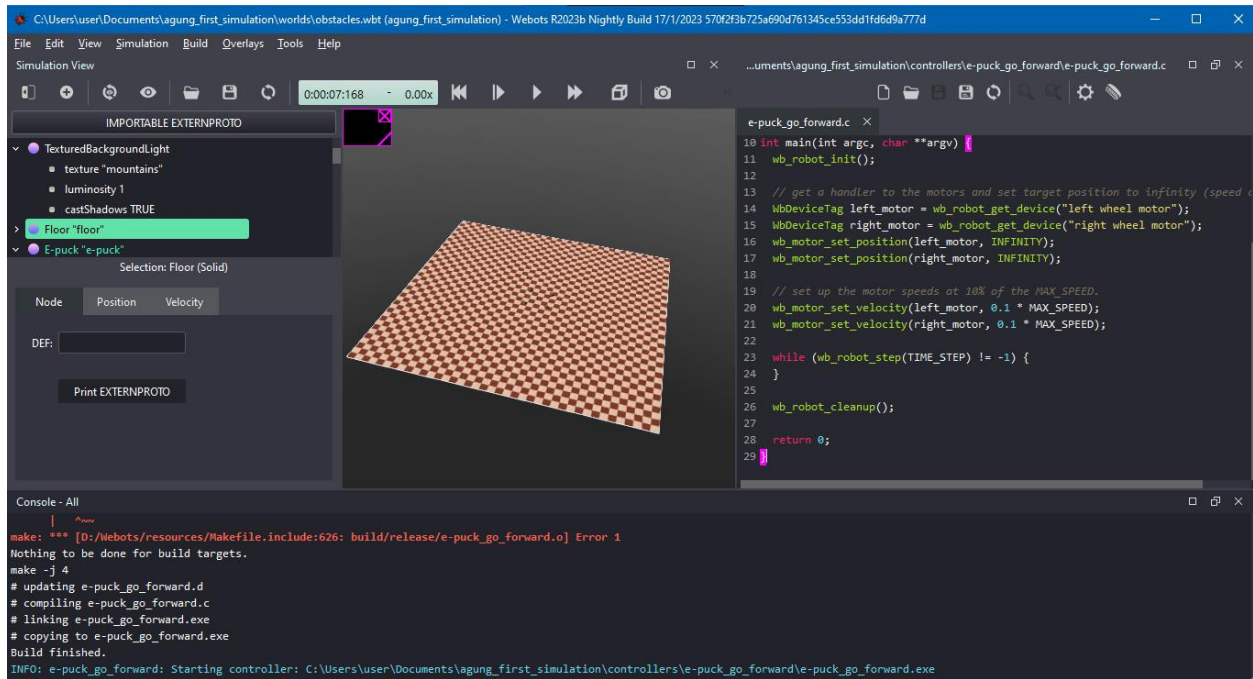 C:\Users\user\Documents\agung_first_simulation\worlds\obstacles.wbt (agung_first_simulation) - Webots R2023b Nightly Build 17/1/2023 570f2f3b725a690d761345ce553dd1fd6d9a777d
File Edit View Simulation Build Overlays Tools Help
Simulation View
...uments\agung_first_simulation\controllers\e-puck_go_forward\e-puck_go_forward.c
0:00:07:168 - 0.00x
IMPORTABLE EXTERNPROTO
TexturedBackgroundLight
texture "mountains"
luminosity 1
castShadows TRUE
Floor "floor"
E-puck "e-puck"
Selection: Floor (Solid)
Node Position Velocity
DEF:
Print EXTERNPROTO
e-puck_go_forward.c
10 int main(int argc, char **argv) {
11 wb_robot_init();
12
13 // get a handler to the motors and set target position to infinity (speed c
14 WbDeviceTag left_motor = wb_robot_get_device("left wheel motor");
15 WbDeviceTag right_motor = wb_robot_get_device("right wheel motor");
16 wb_motor_set_position(left_motor, INFINITY);
17 wb_motor_set_position(right_motor, INFINITY);
18
19 // set up the motor speeds at 10% of the MAX_SPEED.
20 wb_motor_set_velocity(left_motor, 0.1 * MAX_SPEED);
21 wb_motor_set_velocity(right_motor, 0.1 * MAX_SPEED);
22
23 while (wb_robot_step(TIME_STEP) != -1) {
24 }
25
26 wb_robot_cleanup();
27
28 return 0;
29 }
Console - All
| ^~~
make: *** [D:/Webots/resources/Makefile.include:626: build/release/e-puck_go_forward.o] Error 1
Nothing to be done for build targets.
make -j 4
# updating e-puck_go_forward.d
# compiling e-puck_go_forward.c
# linking e-puck_go_forward.exe
# copying to e-puck_go_forward.exe
Build finished.
INFO: e-puck_go_forward: Starting controller: C:\Users\user\Documents\agung_first_simulation\controllers\e-puck_go_forward\e-puck_go_forward.exe